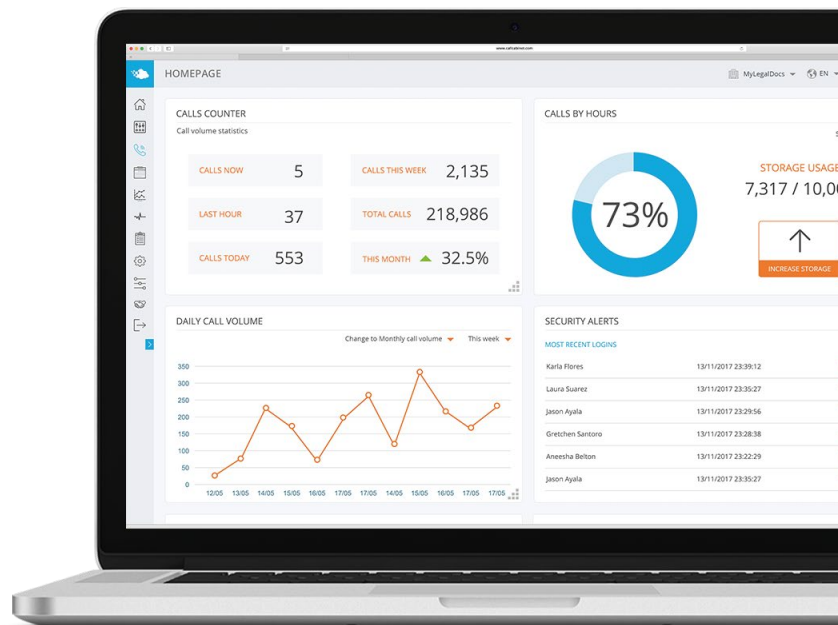 www.callcabinet.com
HOMEPAGE
MyLegalDocs
EN
CALLS COUNTER
Call volume statistics
CALLS NOW 5
CALLS THIS WEEK 2,135
LAST HOUR 37
TOTAL CALLS 218,986
CALLS TODAY 553
THIS MONTH 32.5%
CALLS BY HOURS
73%
STORAGE USAGE
7,317 / 10,0
INCREASE STORAGE
DAILY CALL VOLUME
Change to Monthly call volume
This week
350
300
250
200
150
100
50
0
12/05 13/05 14/05 15/05 16/05 17/05 17/05 14/05 15/05 16/05 17/05 17/05
SECURITY ALERTS
MOST RECENT LOGINS
Karla Flores 13/11/2017 23:39:12
Laura Suarez 13/11/2017 23:35:27
Jason Ayala 13/11/2017 23:29:56
Gretchen Santoro 13/11/2017 23:28:38
Aneesha Belton 13/11/2017 23:22:29
Jason Ayala 13/11/2017 23:35:27